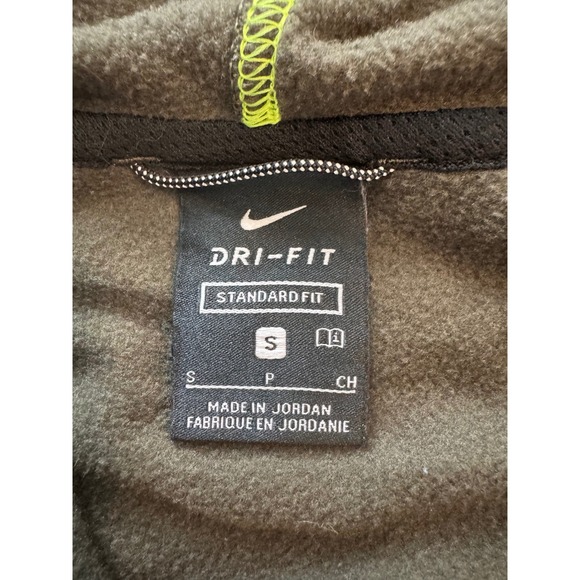 DRI-FIT
STANDARD FIT
S
S P CH
MADE IN JORDAN
FABRIQUE EN JORDANIE